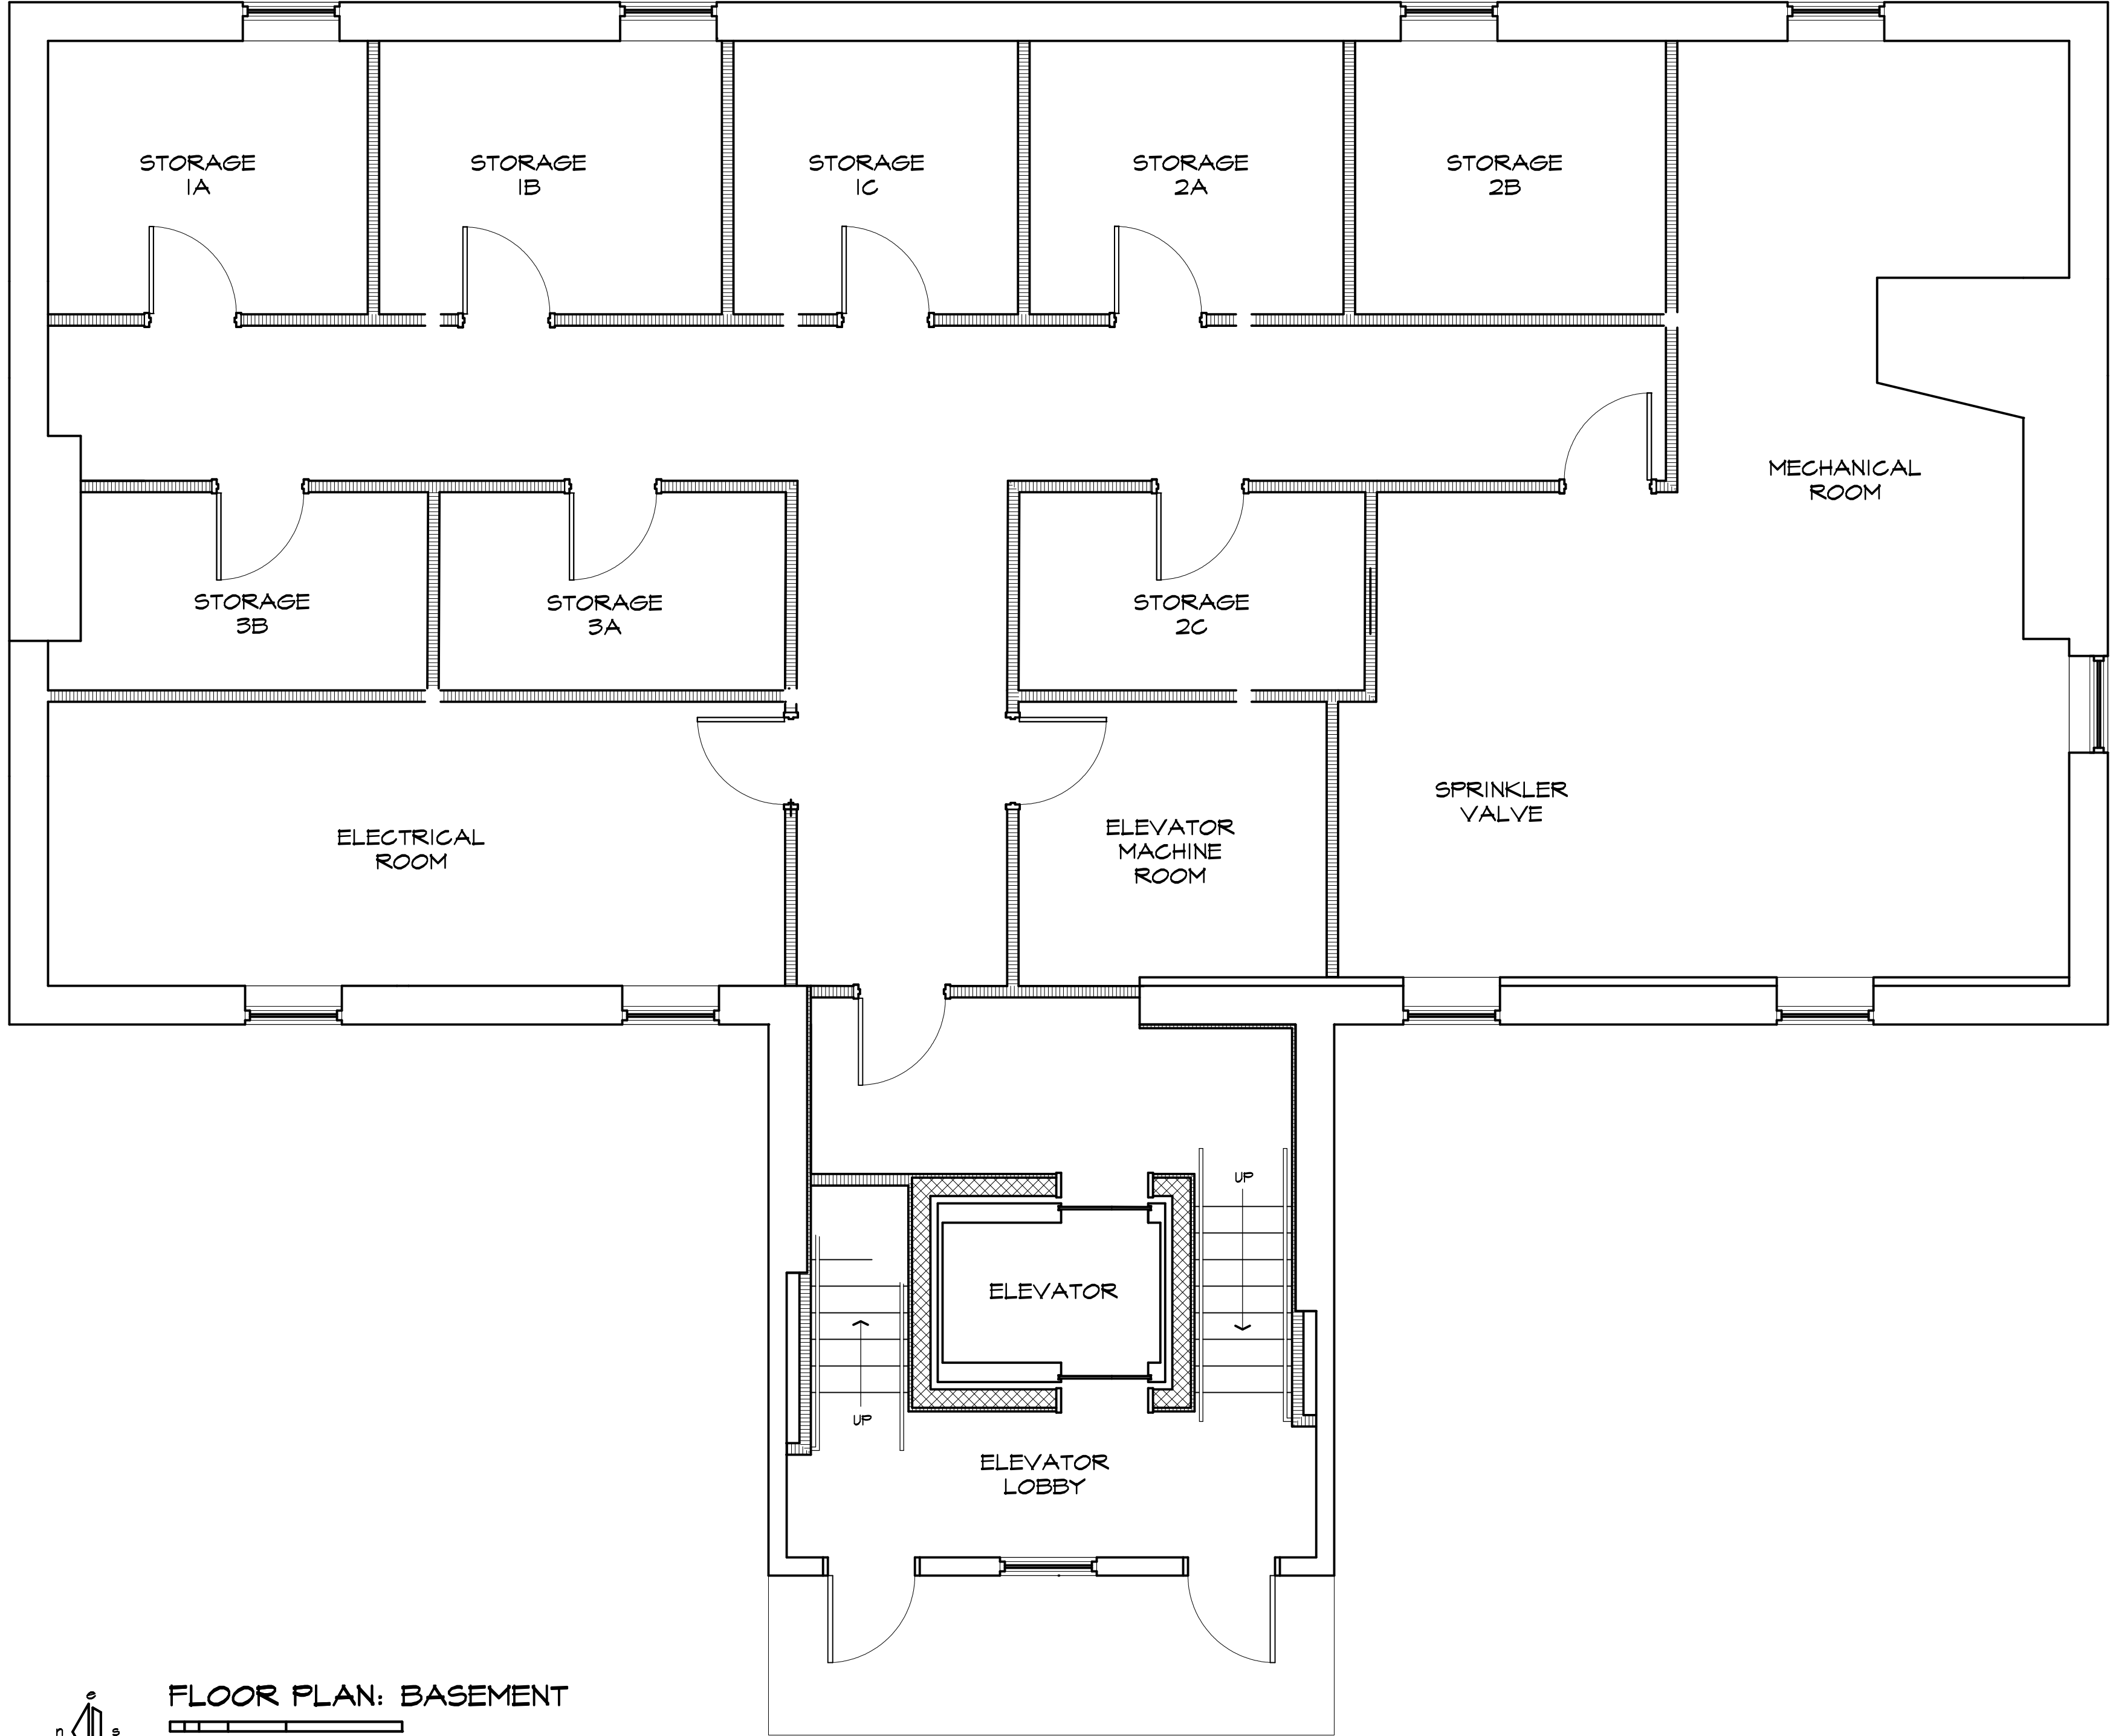 STORAGE
1A
STORAGE
1B
STORAGE
1C
STORAGE
2A
STORAGE
2B
MECHANICAL
ROOM
STORAGE
3B
STORAGE
3A
STORAGE
2C
SPRINKLER
VALVE
ELECTRICAL
ROOM
ELEVATOR
MACHINE
ROOM
UP
ELEVATOR
UP
ELEVATOR
LOBBY
FLOOR PLAN: BASEMENT
e
n s